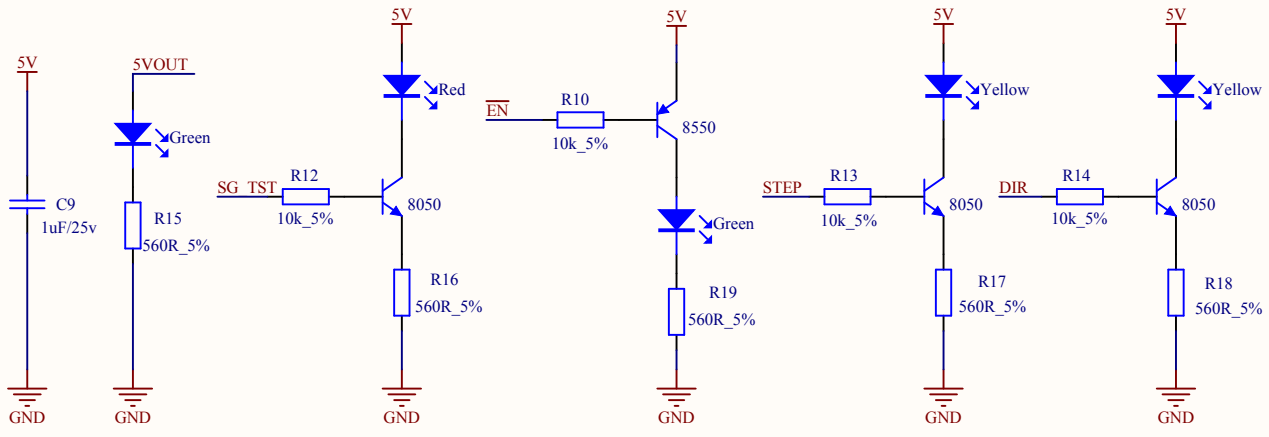 5V
C9
1uF/25v
GND
5VOUT
Green
R15
560R_5%
GND
5V
Red
SG_TST
R12
10k_5%
8050
R16
560R_5%
GND
5V
EN
R10
10k_5%
8550
Green
R19
560R_5%
GND
5V
Yellow
STEP
R13
10k_5%
8050
R17
560R_5%
GND
5V
Yellow
DIR
R14
10k_5%
8050
R18
560R_5%
GND